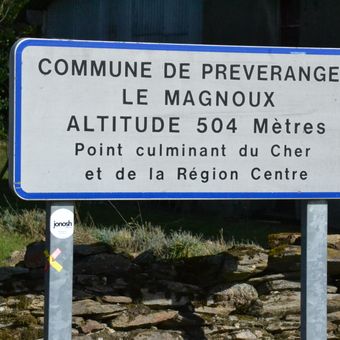 COMMUNE DE PREVERANGE
LE MAGNOUX
ALTITUDE 504 Mètres
Point culminant du Cher
et de la Région Centre
jonosh